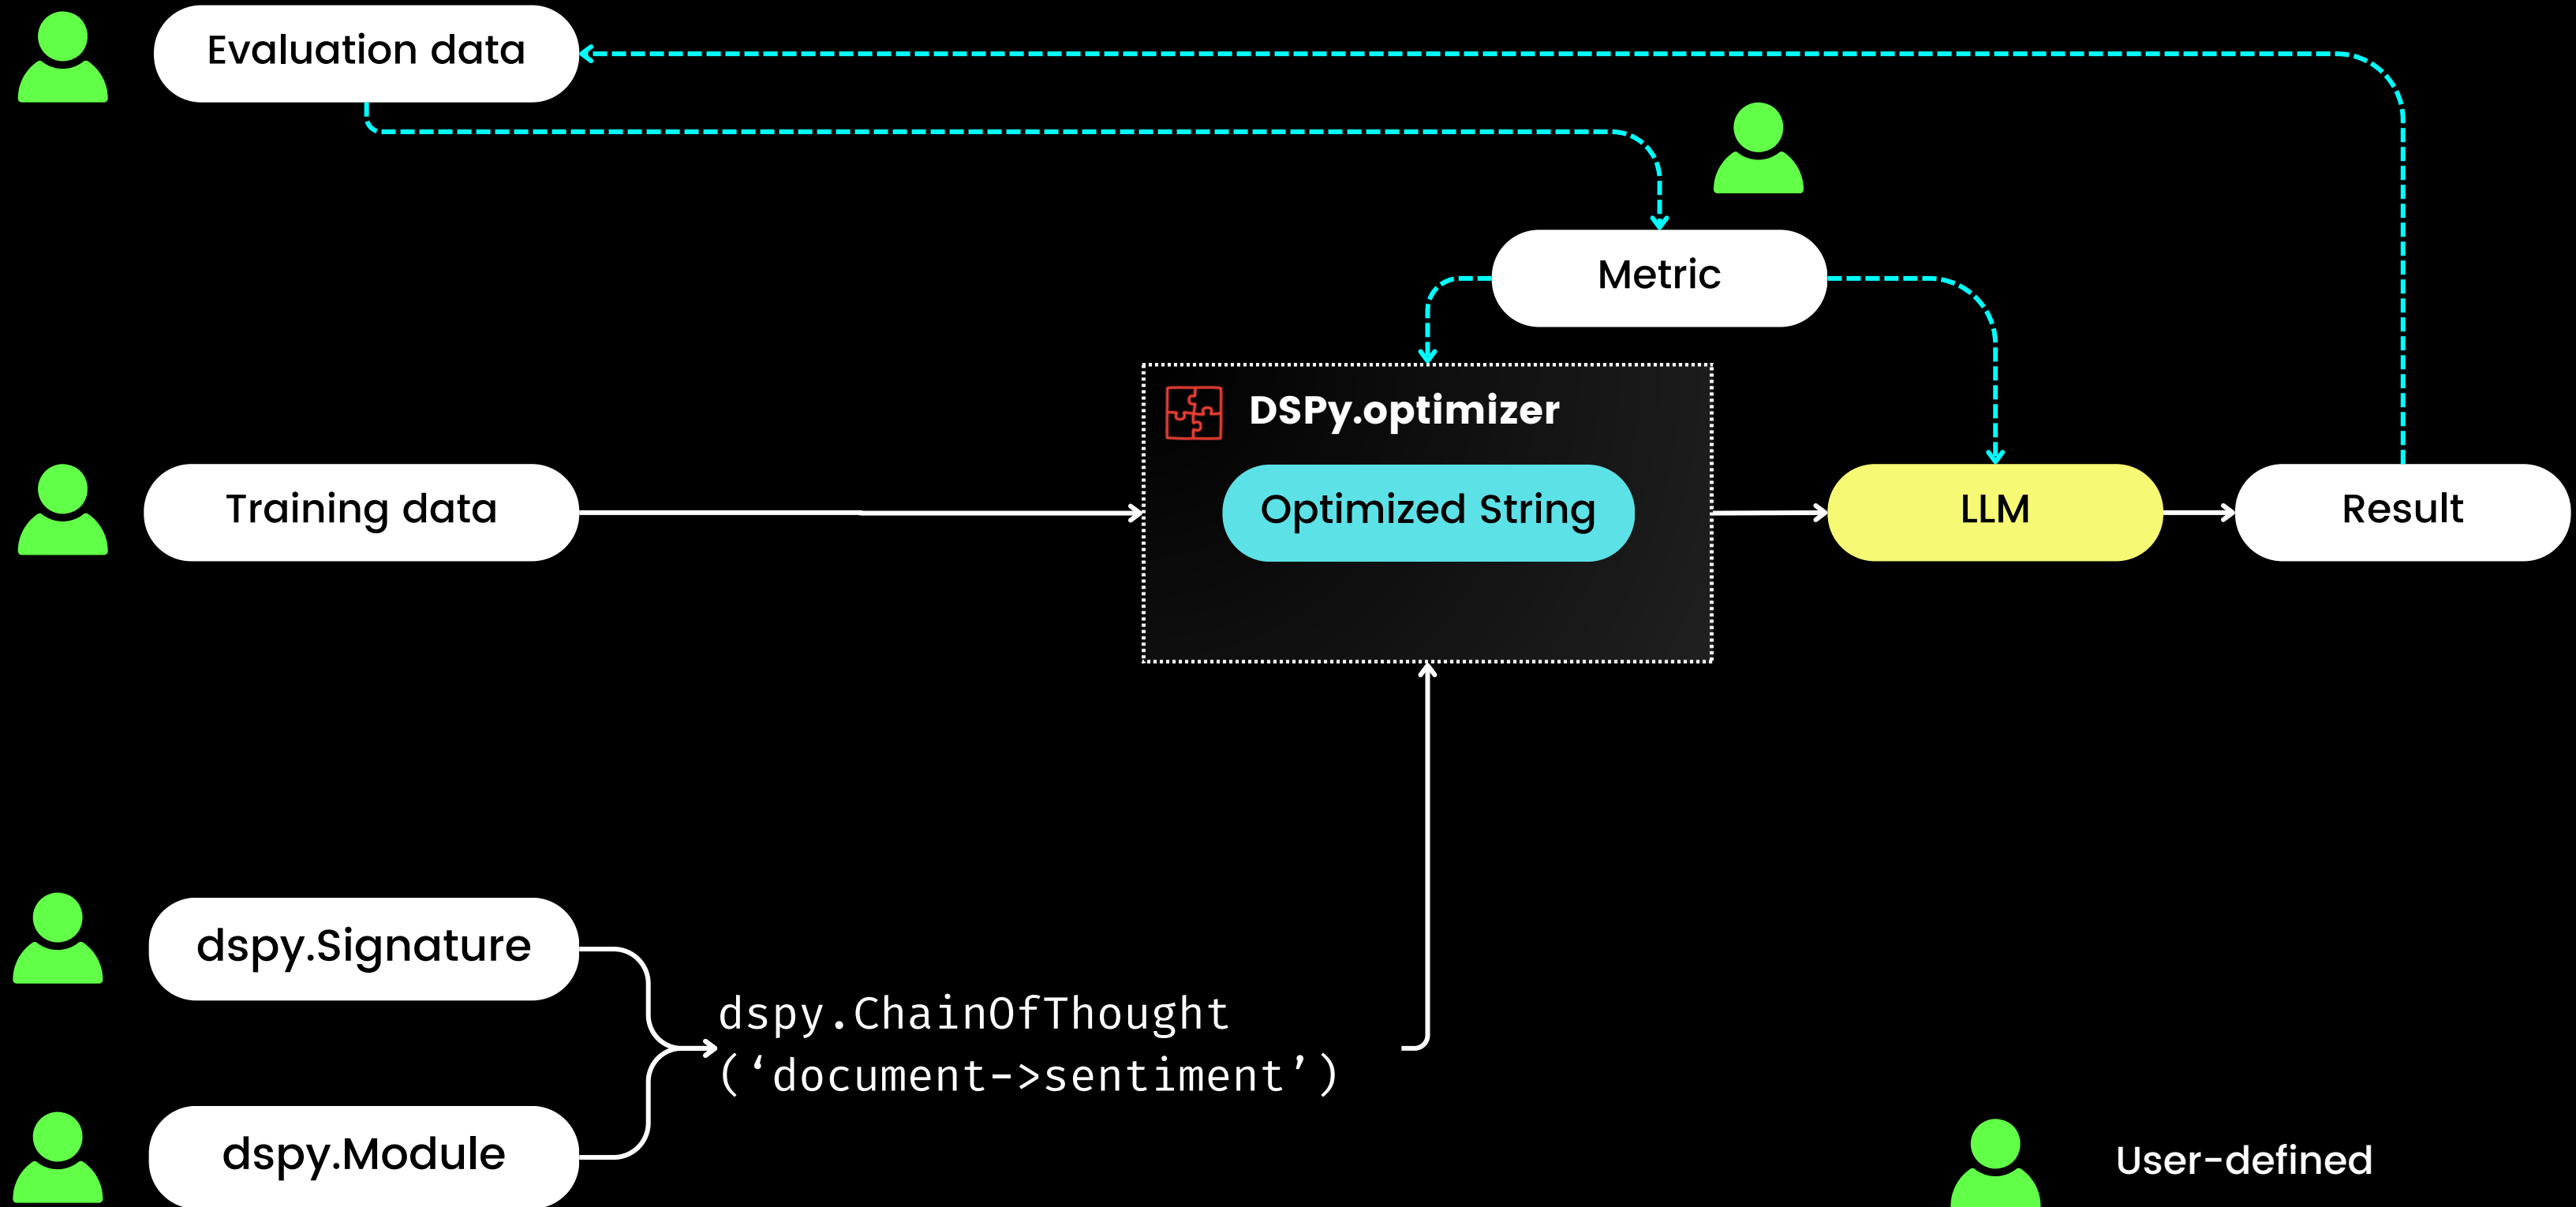 Evaluation data
Metric
DSPy.optimizer
Training data
Optimized String
LLM
Result
dspy.Signature
dspy.ChainOfThought
(‘document->sentiment’)
dspy.Module
User-defined